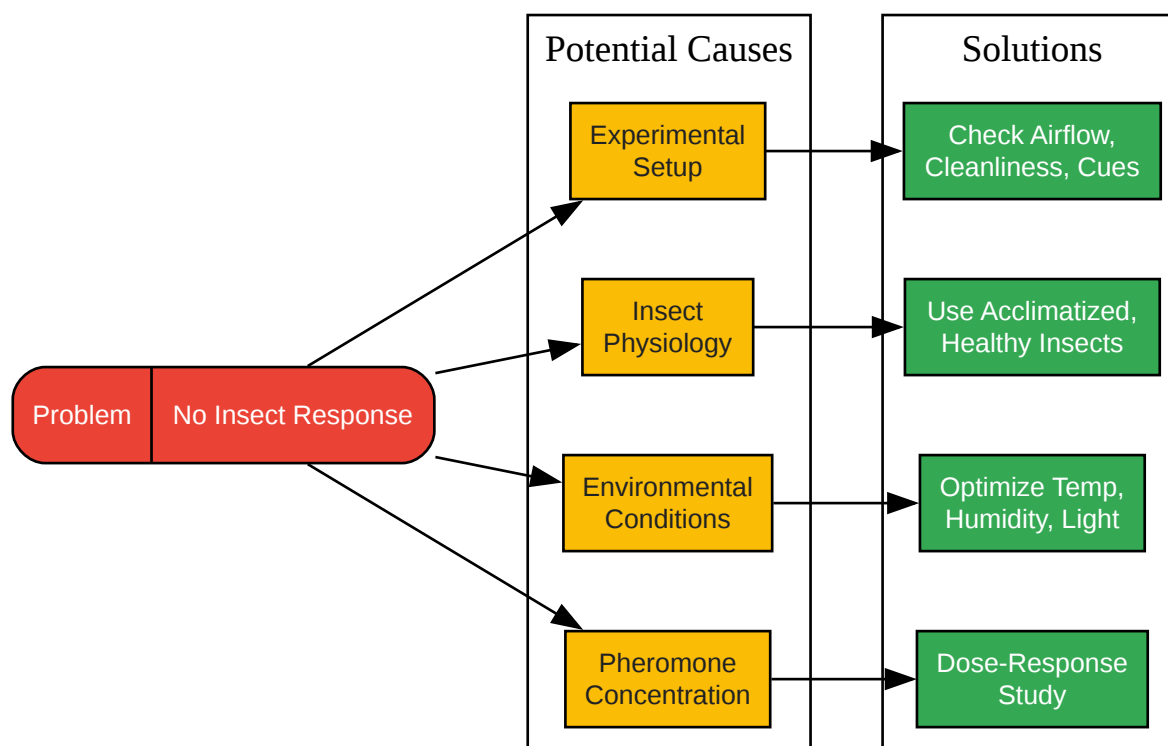 Potential Causes
Solutions
Experimental
Setup
Check Airflow,
Cleanliness, Cues
Insect
Physiology
Use Acclimatized,
Healthy Insects
Problem
No Insect Response
Environmental
Conditions
Optimize Temp,
Humidity, Light
Pheromone
Concentration
Dose-Response
Study